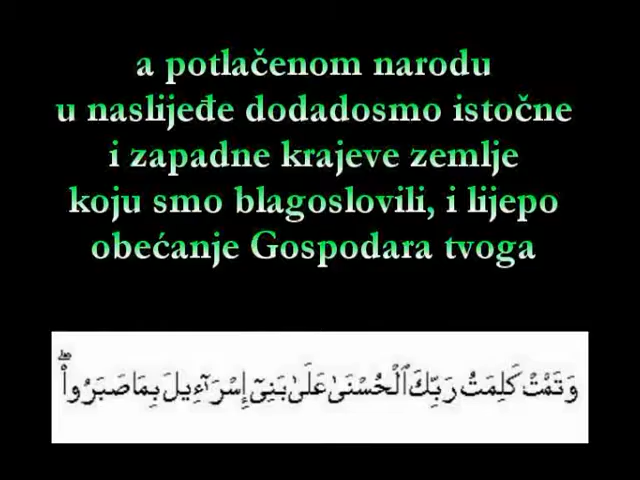 a potlačenom narodu
u naslijeđe dodadosmo istočne
i zapadne krajeve zemlje
koju smo blagoslovili, i lijepo
obećanje Gospodara tvoga
وَتَمَّتْ كَلِمَتُ رَبِّكَ ٱلْحُسْنَىٰ عَلَىٰ بَنِىٓ إِسْرَٰٓءِيلَ بِمَا صَبَرُوا۟ ۖ